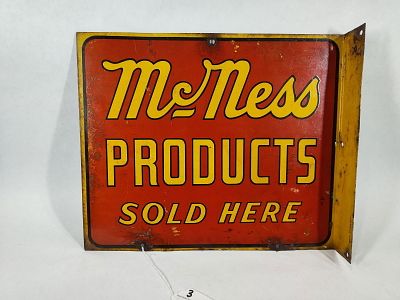 McNess
PRODUCTS
SOLD HERE
3